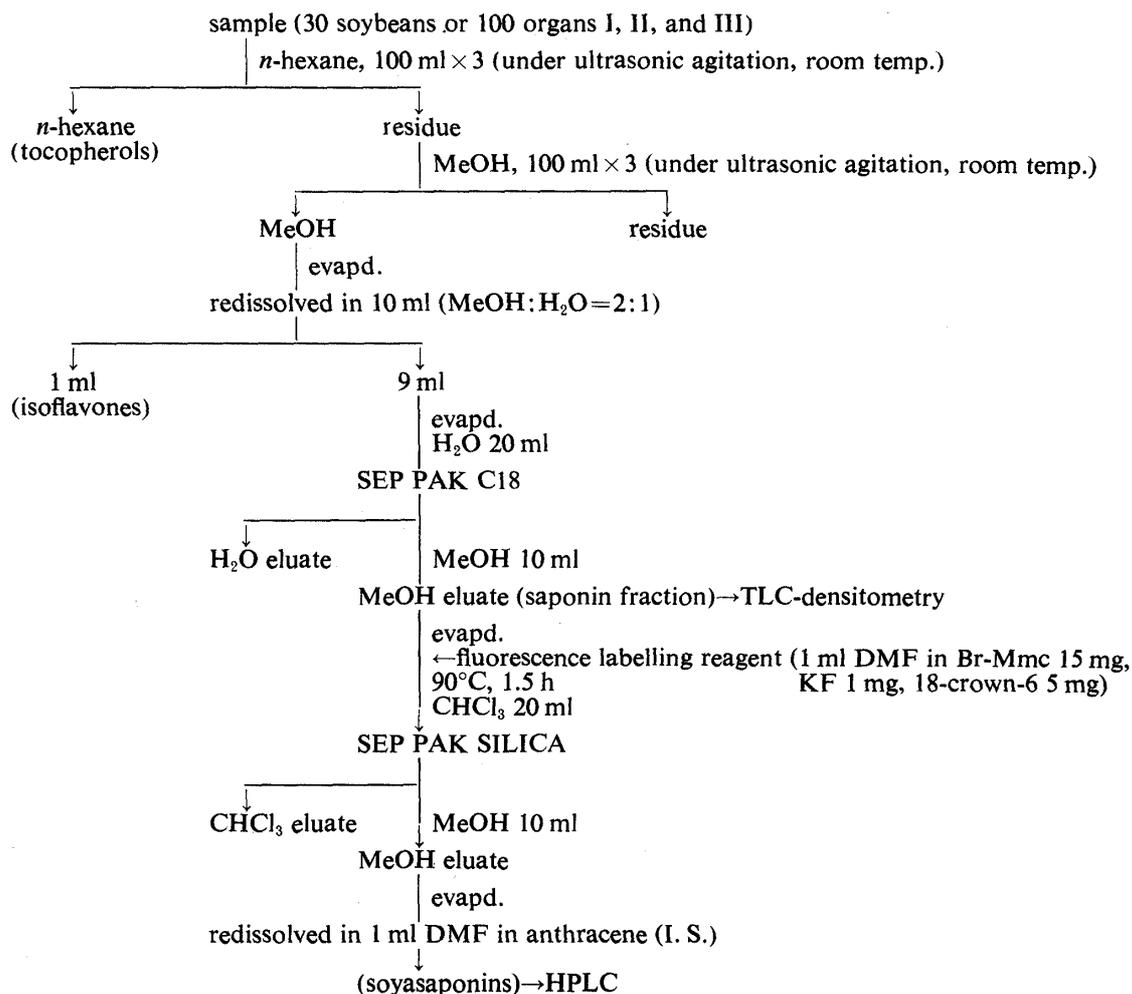 sample (30 soybeans or 100 organs I, II, and III)
n-hexane, 100 ml × 3 (under ultrasonic agitation, room temp.)
n-hexane residue
(tocopherols)
MeOH, 100 ml × 3 (under ultrasonic agitation, room temp.)
MeOH residue
evapd.
redissolved in 10 ml (MeOH:H₂O=2:1)
1 ml 9 ml
(isoflavones)
evapd.
H₂O 20 ml
SEP PAK C18
H₂O eluate MeOH 10 ml
MeOH eluate (saponin fraction)→TLC-densitometry
evapd.
←fluorescence labelling reagent (1 ml DMF in Br-Mmc 15 mg,
90°C, 1.5 h KF 1 mg, 18-crown-6 5 mg)
CHCl₃ 20 ml
SEP PAK SILICA
CHCl₃ eluate MeOH 10 ml
MeOH eluate
evapd.
redissolved in 1 ml DMF in anthracene (I. S.)
(soyasaponins)→HPLC